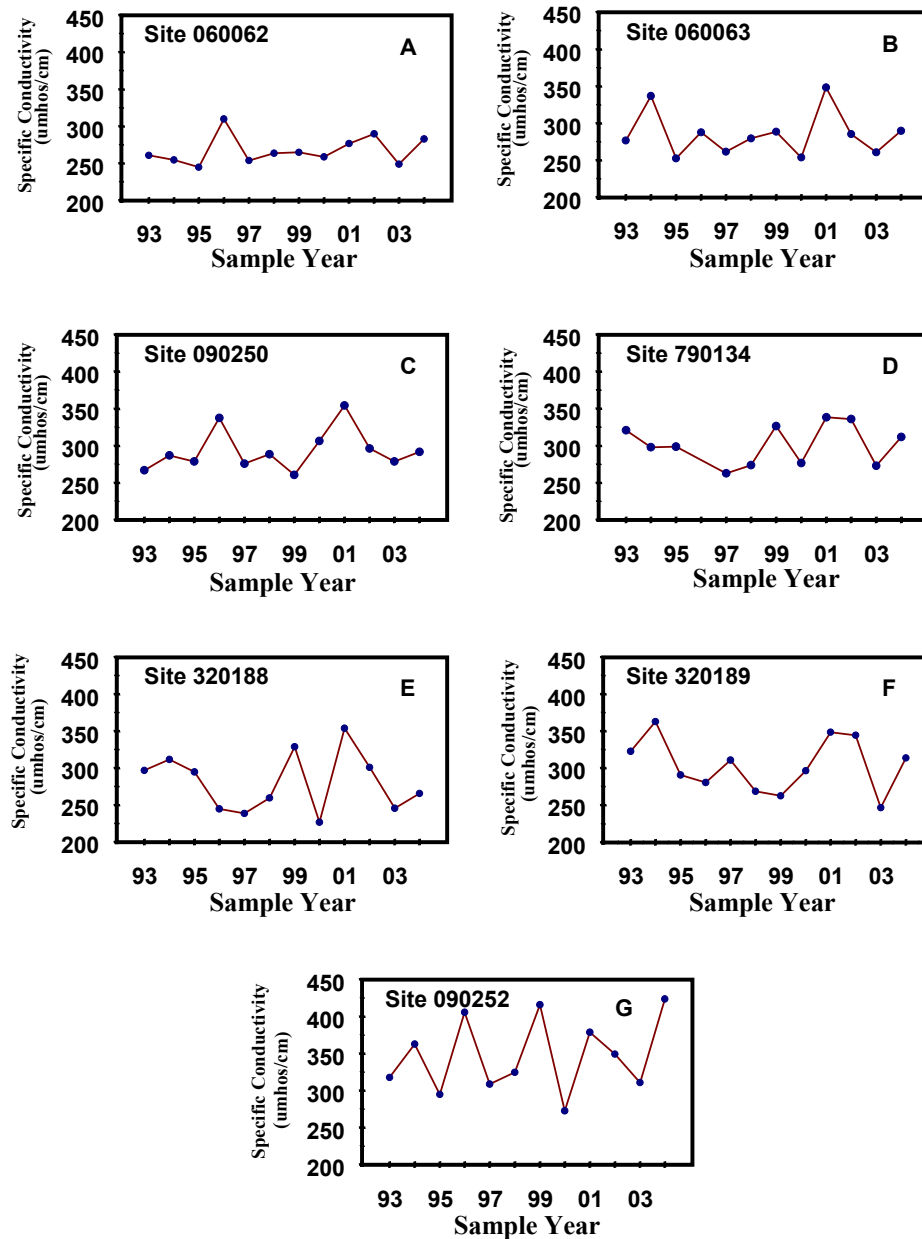 Specific Conductivity
(umhos/cm)
450
400
350
300
250
200
Site 060062
A
93 95 97 99 01 03
Sample Year
Specific Conductivity
(umhos/cm)
450
400
350
300
250
200
Site 060063
B
93 95 97 99 01 03
Sample Year
Specific Conductivity
(umhos/cm)
450
400
350
300
250
200
Site 090250
C
93 95 97 99 01 03
Sample Year
Specific Conductivity
(umhos/cm)
450
400
350
300
250
200
Site 790134
D
93 95 97 99 01 03
Sample Year
Specific Conductivity
(umhos/cm)
450
400
350
300
250
200
Site 320188
E
93 95 97 99 01 03
Sample Year
Specific Conductivity
(umhos/cm)
450
400
350
300
250
200
Site 320189
F
93 95 97 99 01 03
Sample Year
Specific Conductivity
(umhos/cm)
450
400
350
300
250
200
Site 090252
G
93 95 97 99 01 03
Sample Year